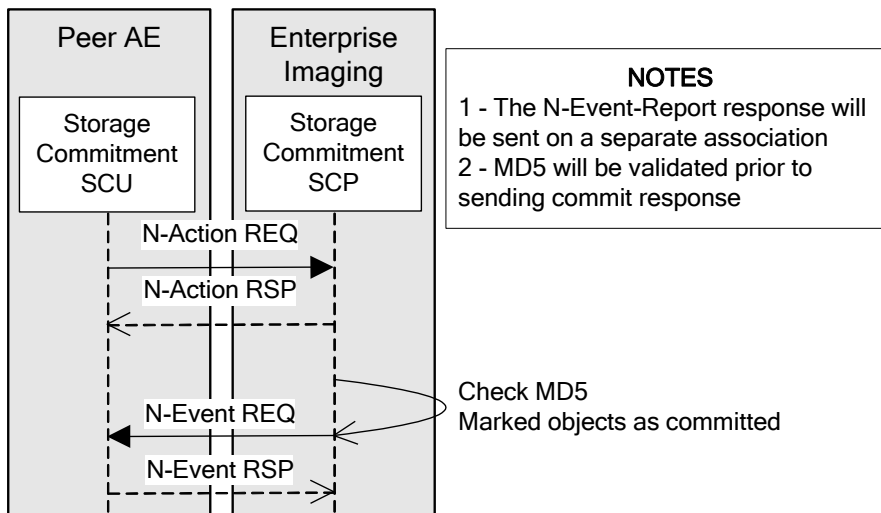 Peer AE
Enterprise
Imaging
Storage
Commitment
SCU
Storage
Commitment
SCP
NOTES
1 - The N-Event-Report response will
be sent on a separate association
2 - MD5 will be validated prior to
sending commit response
N-Action REQ
N-Action RSP
Check MD5
Marked objects as committed
N-Event REQ
N-Event RSP